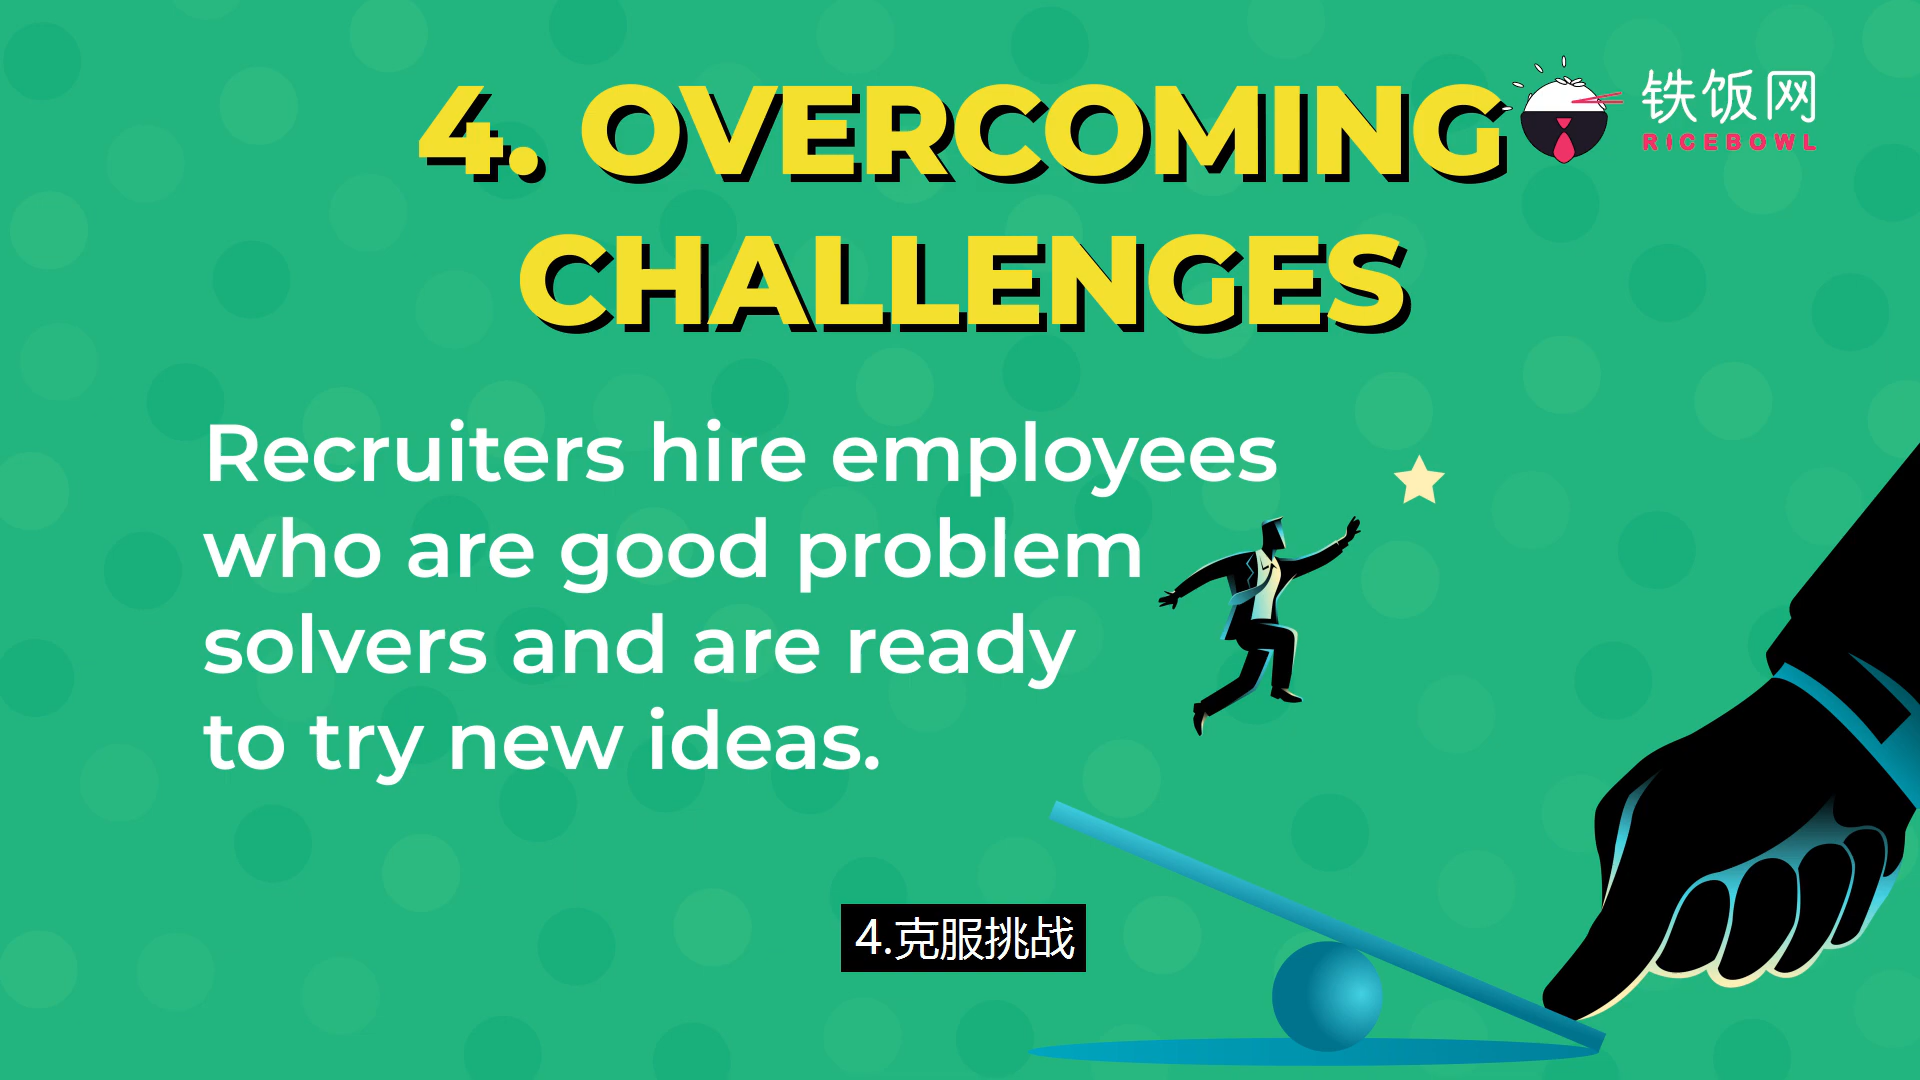 4. OVERCOMING
CHALLENGES
铁饭网
RICEBOWL
Recruiters hire employees
who are good problem
solvers and are ready
to try new ideas.
4.克服挑战